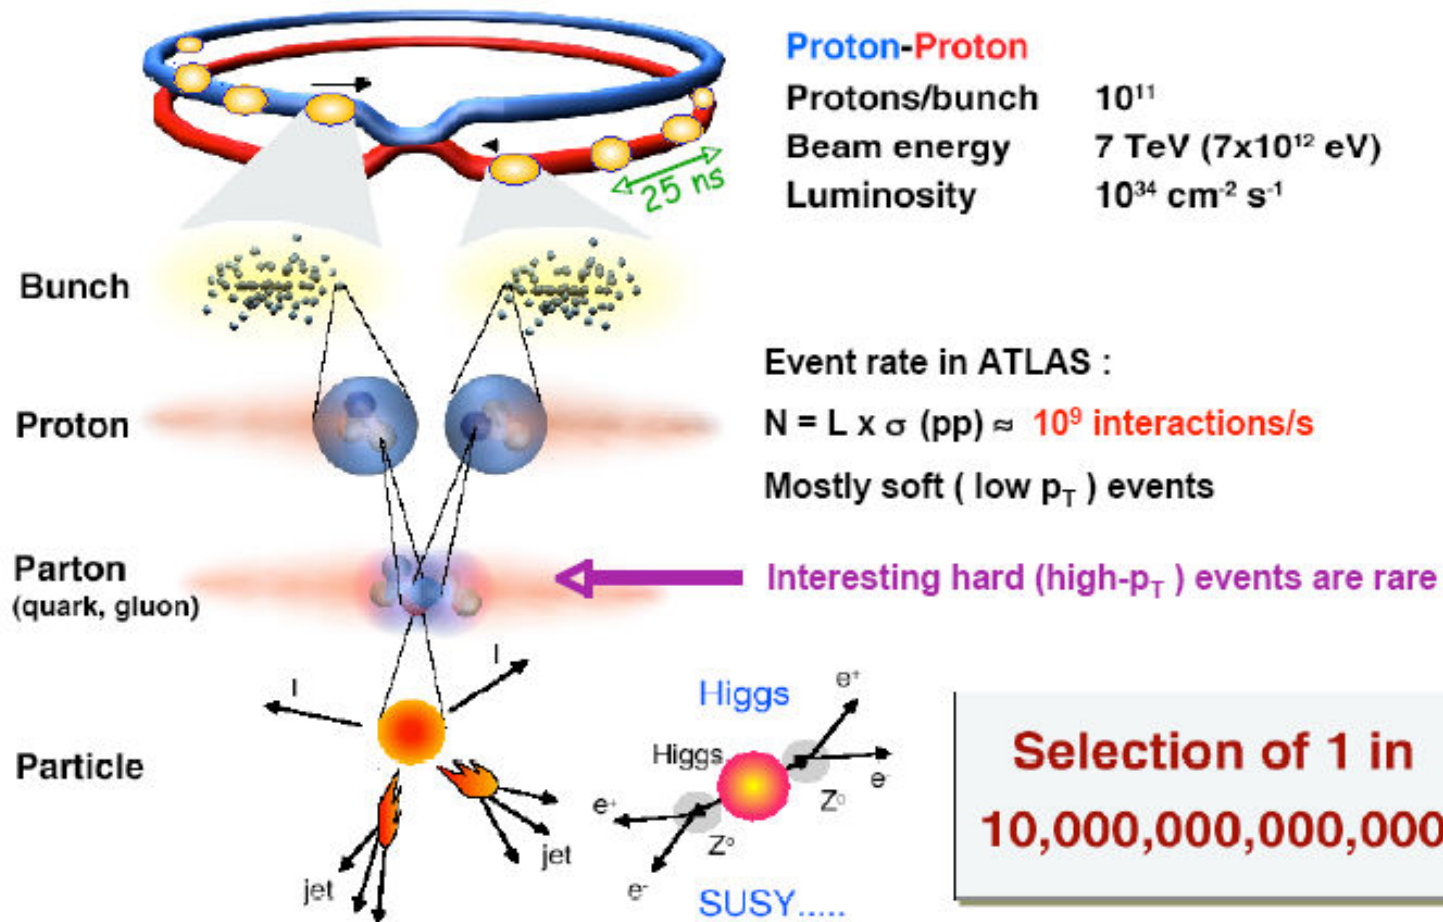 Proton-Proton
Protons/bunch 10¹¹
Beam energy 7 TeV (7x10¹² eV)
Luminosity 10³⁴ cm⁻² s⁻¹
25 ns
Bunch
Event rate in ATLAS :
N = L x σ (pp) ≈ 10⁹ interactions/s
Mostly soft ( low p_T ) events
Proton
Parton
(quark, gluon)
Interesting hard (high-p_T ) events are rare
Particle
l
l
jet
jet
Higgs
Higgs
e⁺
e⁻
Z⁰
e⁺
Z⁰
e⁻
SUSY.....
Selection of 1 in
10,000,000,000,000